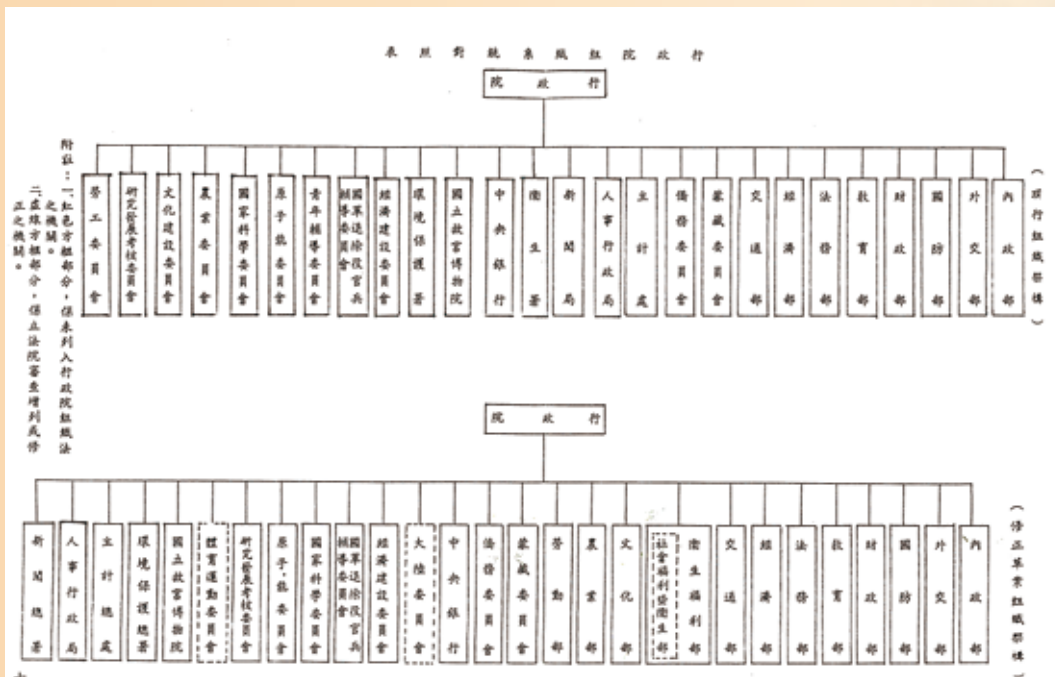 行政院組織系統對照表
行政院
(現行組織架構)
內政部
外交部
國防部
財政部
教育部
法務部
經濟部
交通部
蒙藏委員會
僑務委員會
主計處
人事行政局
新聞局
衛生署
中央銀行
國立故宮博物院
環境保護署
經濟建設委員會
國軍退除役官兵
輔導委員會
青年輔導委員會
原子能委員會
國家科學委員會
農業委員會
文化建設委員會
研究發展考核委員會
勞工委員會
附註:一、紅色方框部分,係未列入行政院組織法
之機關。
二、虛線方框部分,係立法院審查增列或修
正之機關。
行政院
(修正草案組織架構)
內政部
外交部
國防部
財政部
教育部
法務部
經濟部
交通部
衛生福利部
社會福利暨衛生部
文化部
農業部
勞動部
蒙藏委員會
僑務委員會
中央銀行
大陸委員會
經濟建設委員會
國軍退除役官兵
輔導委員會
國家科學委員會
原子能委員會
研究發展考核委員會
體育運動委員會
國立故宮博物院
環境保護總署
主計總處
人事行政局
新聞總署